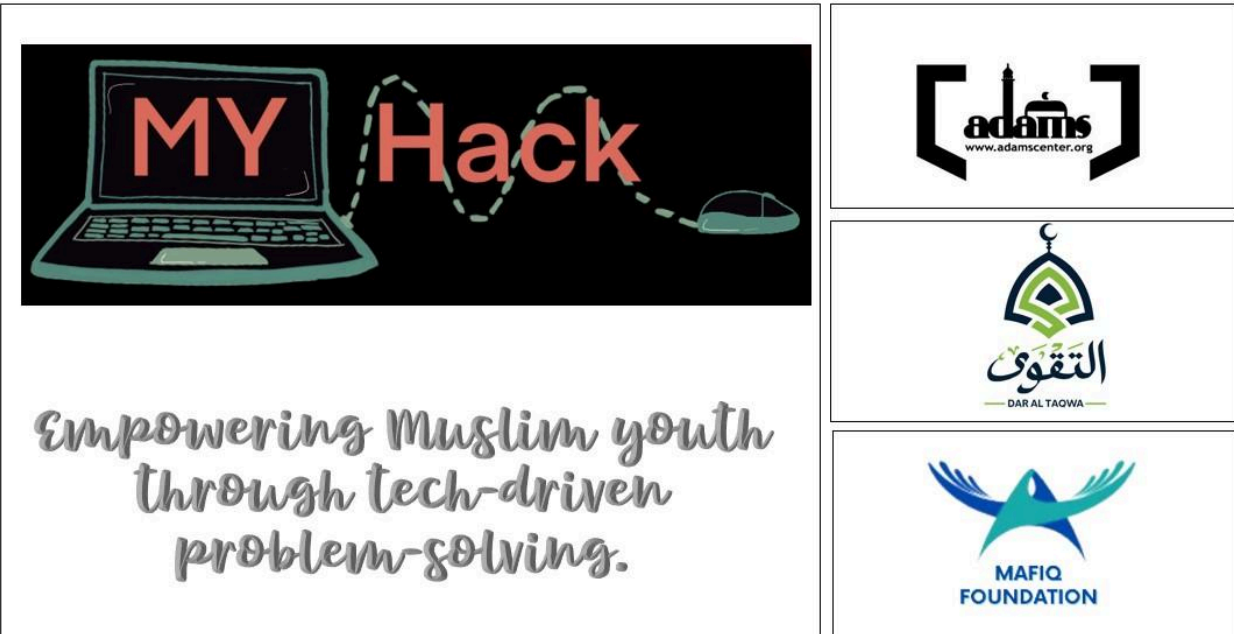 MY Hack
Empowering Muslim youth
through tech-driven
problem-solving.
adams
www.adamscenter.org
التقوى
DAR AL TAQWA
MAFIQ
FOUNDATION